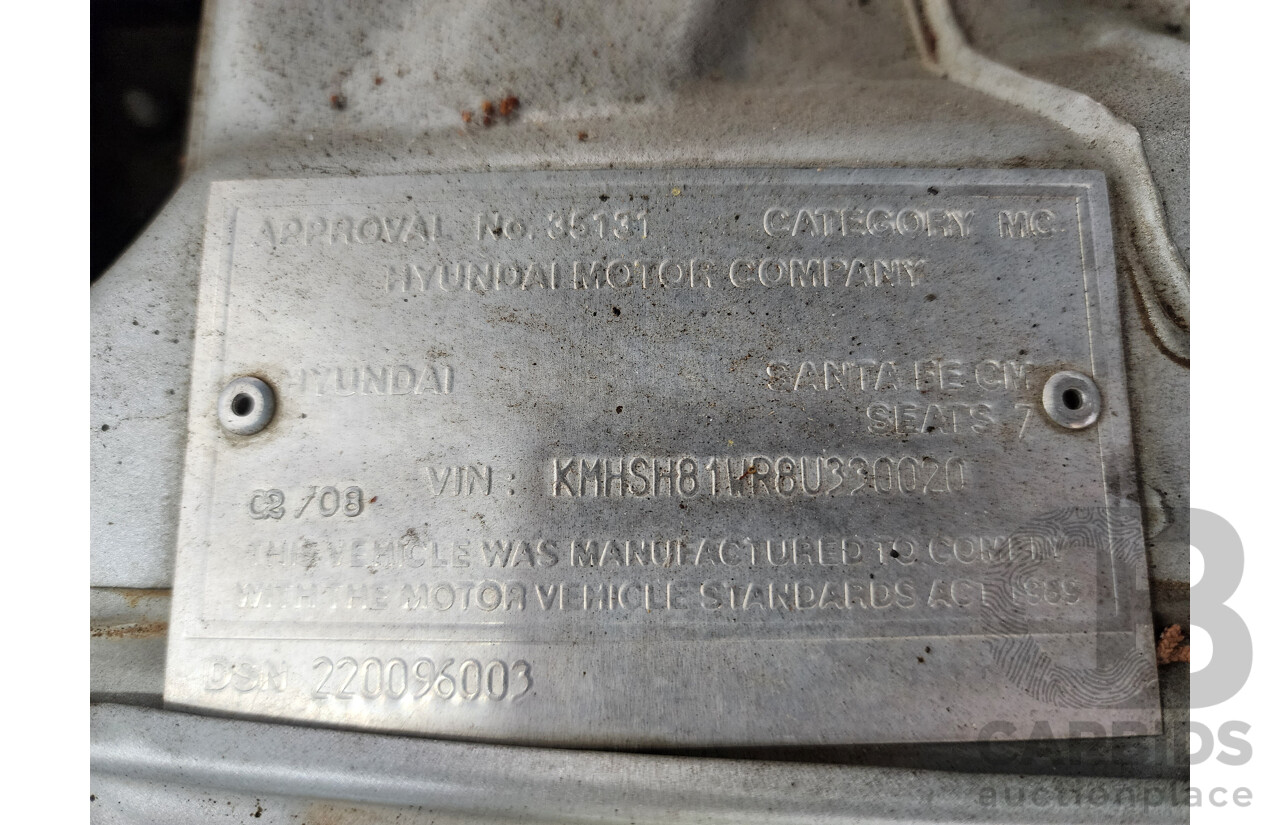 APPROVAL No. 35131 CATEGORY MC
HYUNDAI MOTOR COMPANY
HYUNDAI SANTA FE CM
SEATS 7
VIN: KMHSH81WR8U330020
02/08
THIS VEHICLE WAS MANUFACTURED TO COMPLY
WITH THE MOTOR VEHICLE STANDARDS ACT 1989
DSN 220096003
CARBIDS
auctionplace